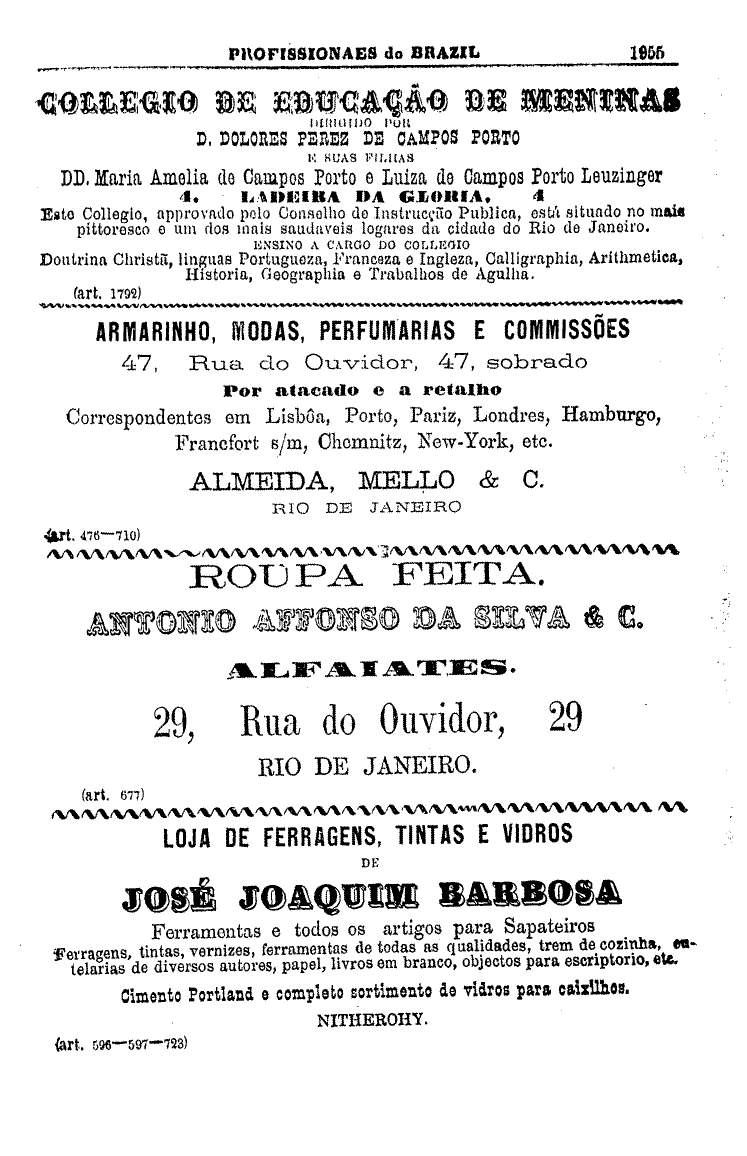 PROFISSIONAES do BRAZIL 1955
COLLEGIO DE EDUCAÇÃO DE MENINAS
DIRIGIDO POR
D. DOLORES PEREZ DE CAMPOS PORTO
E SUAS FILHAS
DD. Maria Amelia de Campos Porto e Luiza de Campos Porto Leuzinger
4. LADEIRA DA GLORIA. 4
Este Collegio, approvado pelo Conselho de Instrucção Publica, está situado no mais
pittoresco e um dos mais saudaveis logares da cidade do Rio de Janeiro.
ENSINO A CARGO DO COLLEGIO
Doutrina Christã, linguas Portugueza, Franceza e Ingleza, Calligraphia, Arithmetica,
Historia, Geographia e Trabalhos de Agulha.
(art. 1792)
ARMARINHO, MODAS, PERFUMARIAS E COMMISSÕES
47, Rua do Ouvidor, 47, sobrado
Por atacado e a retalho
Correspondentes em Lisbôa, Porto, Pariz, Londres, Hamburgo,
Francfort s/m, Chemnitz, New-York, etc.
ALMEIDA, MELLO & C.
RIO DE JANEIRO
(art. 476—710)
ROUPA FEITA.
ANTONIO AFFONSO DA SILVA & C.
ALFAIATES.
29, Rua do Ouvidor, 29
RIO DE JANEIRO.
(art. 677)
LOJA DE FERRAGENS, TINTAS E VIDROS
DE
JOSÉ JOAQUIM BARBOSA
Ferramentas e todos os artigos para Sapateiros
Ferragens, tintas, vernizes, ferramentas de todas as qualidades, trem de cozinha, cu-
telarias de diversos autores, papel, livros em branco, objectos para escriptorio, etc.
Cimento Portland e completo sortimento de vidros para caixilhos.
NITHEROHY.
(art. 596—597—723)